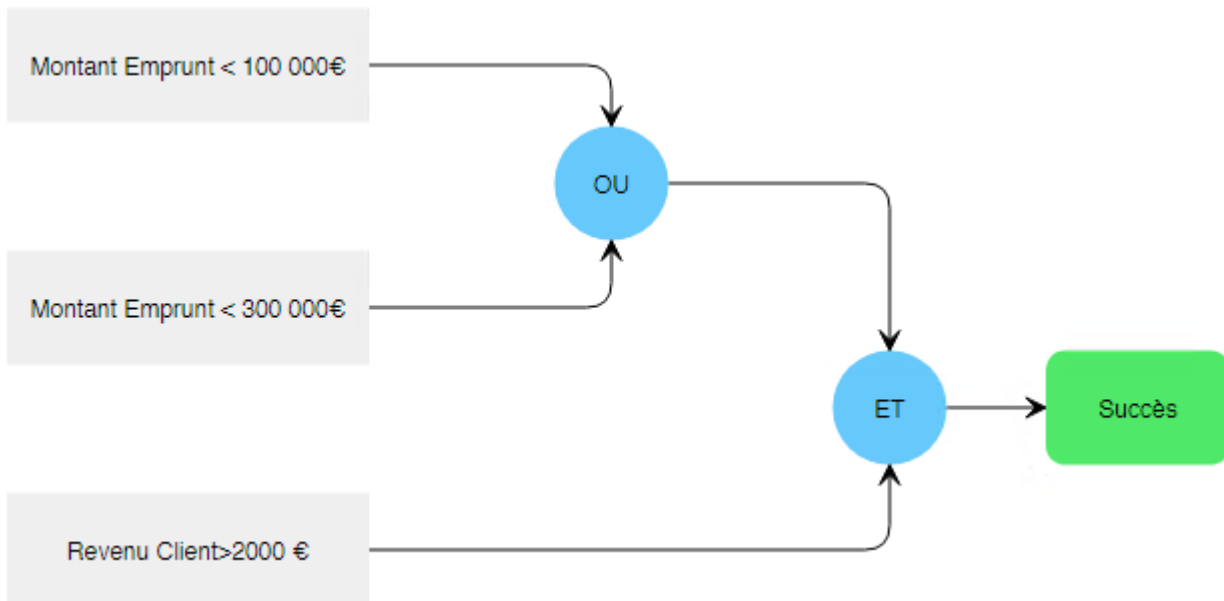 Montant Emprunt < 100 000€
OU
Montant Emprunt < 300 000€
ET
Succès
Revenu Client>2000 €